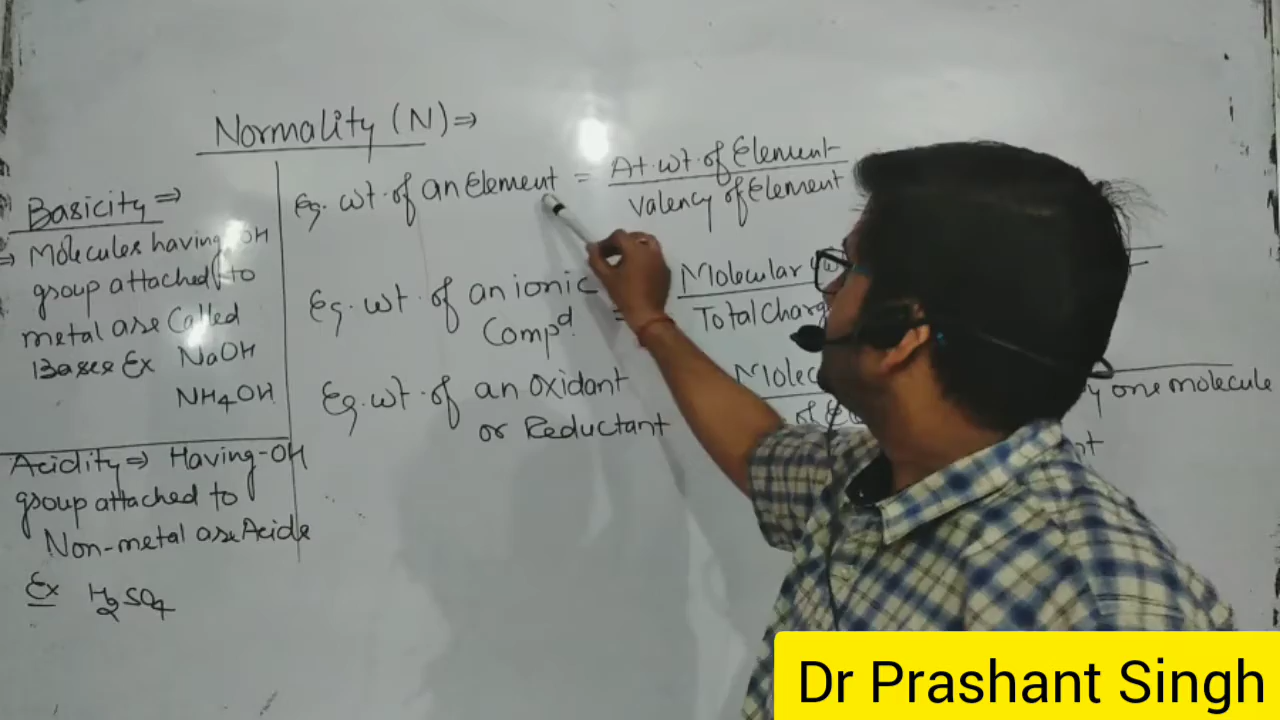 Normality (N) ⇒
Basicity ⇒
⇒ Molecules having -OH
group attached to
metal are Called
Bases Ex NaOH
NH4OH
Acidity ⇒ Having -OH
group attached to
Non-metal are Acids
Ex H2SO4
Eq. wt. of an Element = At. wt. of Element
valency of Element
Eq. wt. of an ionic
Compd. = Molecular
Total Charg
Eq. wt. of an Oxidant
or Reductant
Molec
one molecule
Dr Prashant Singh